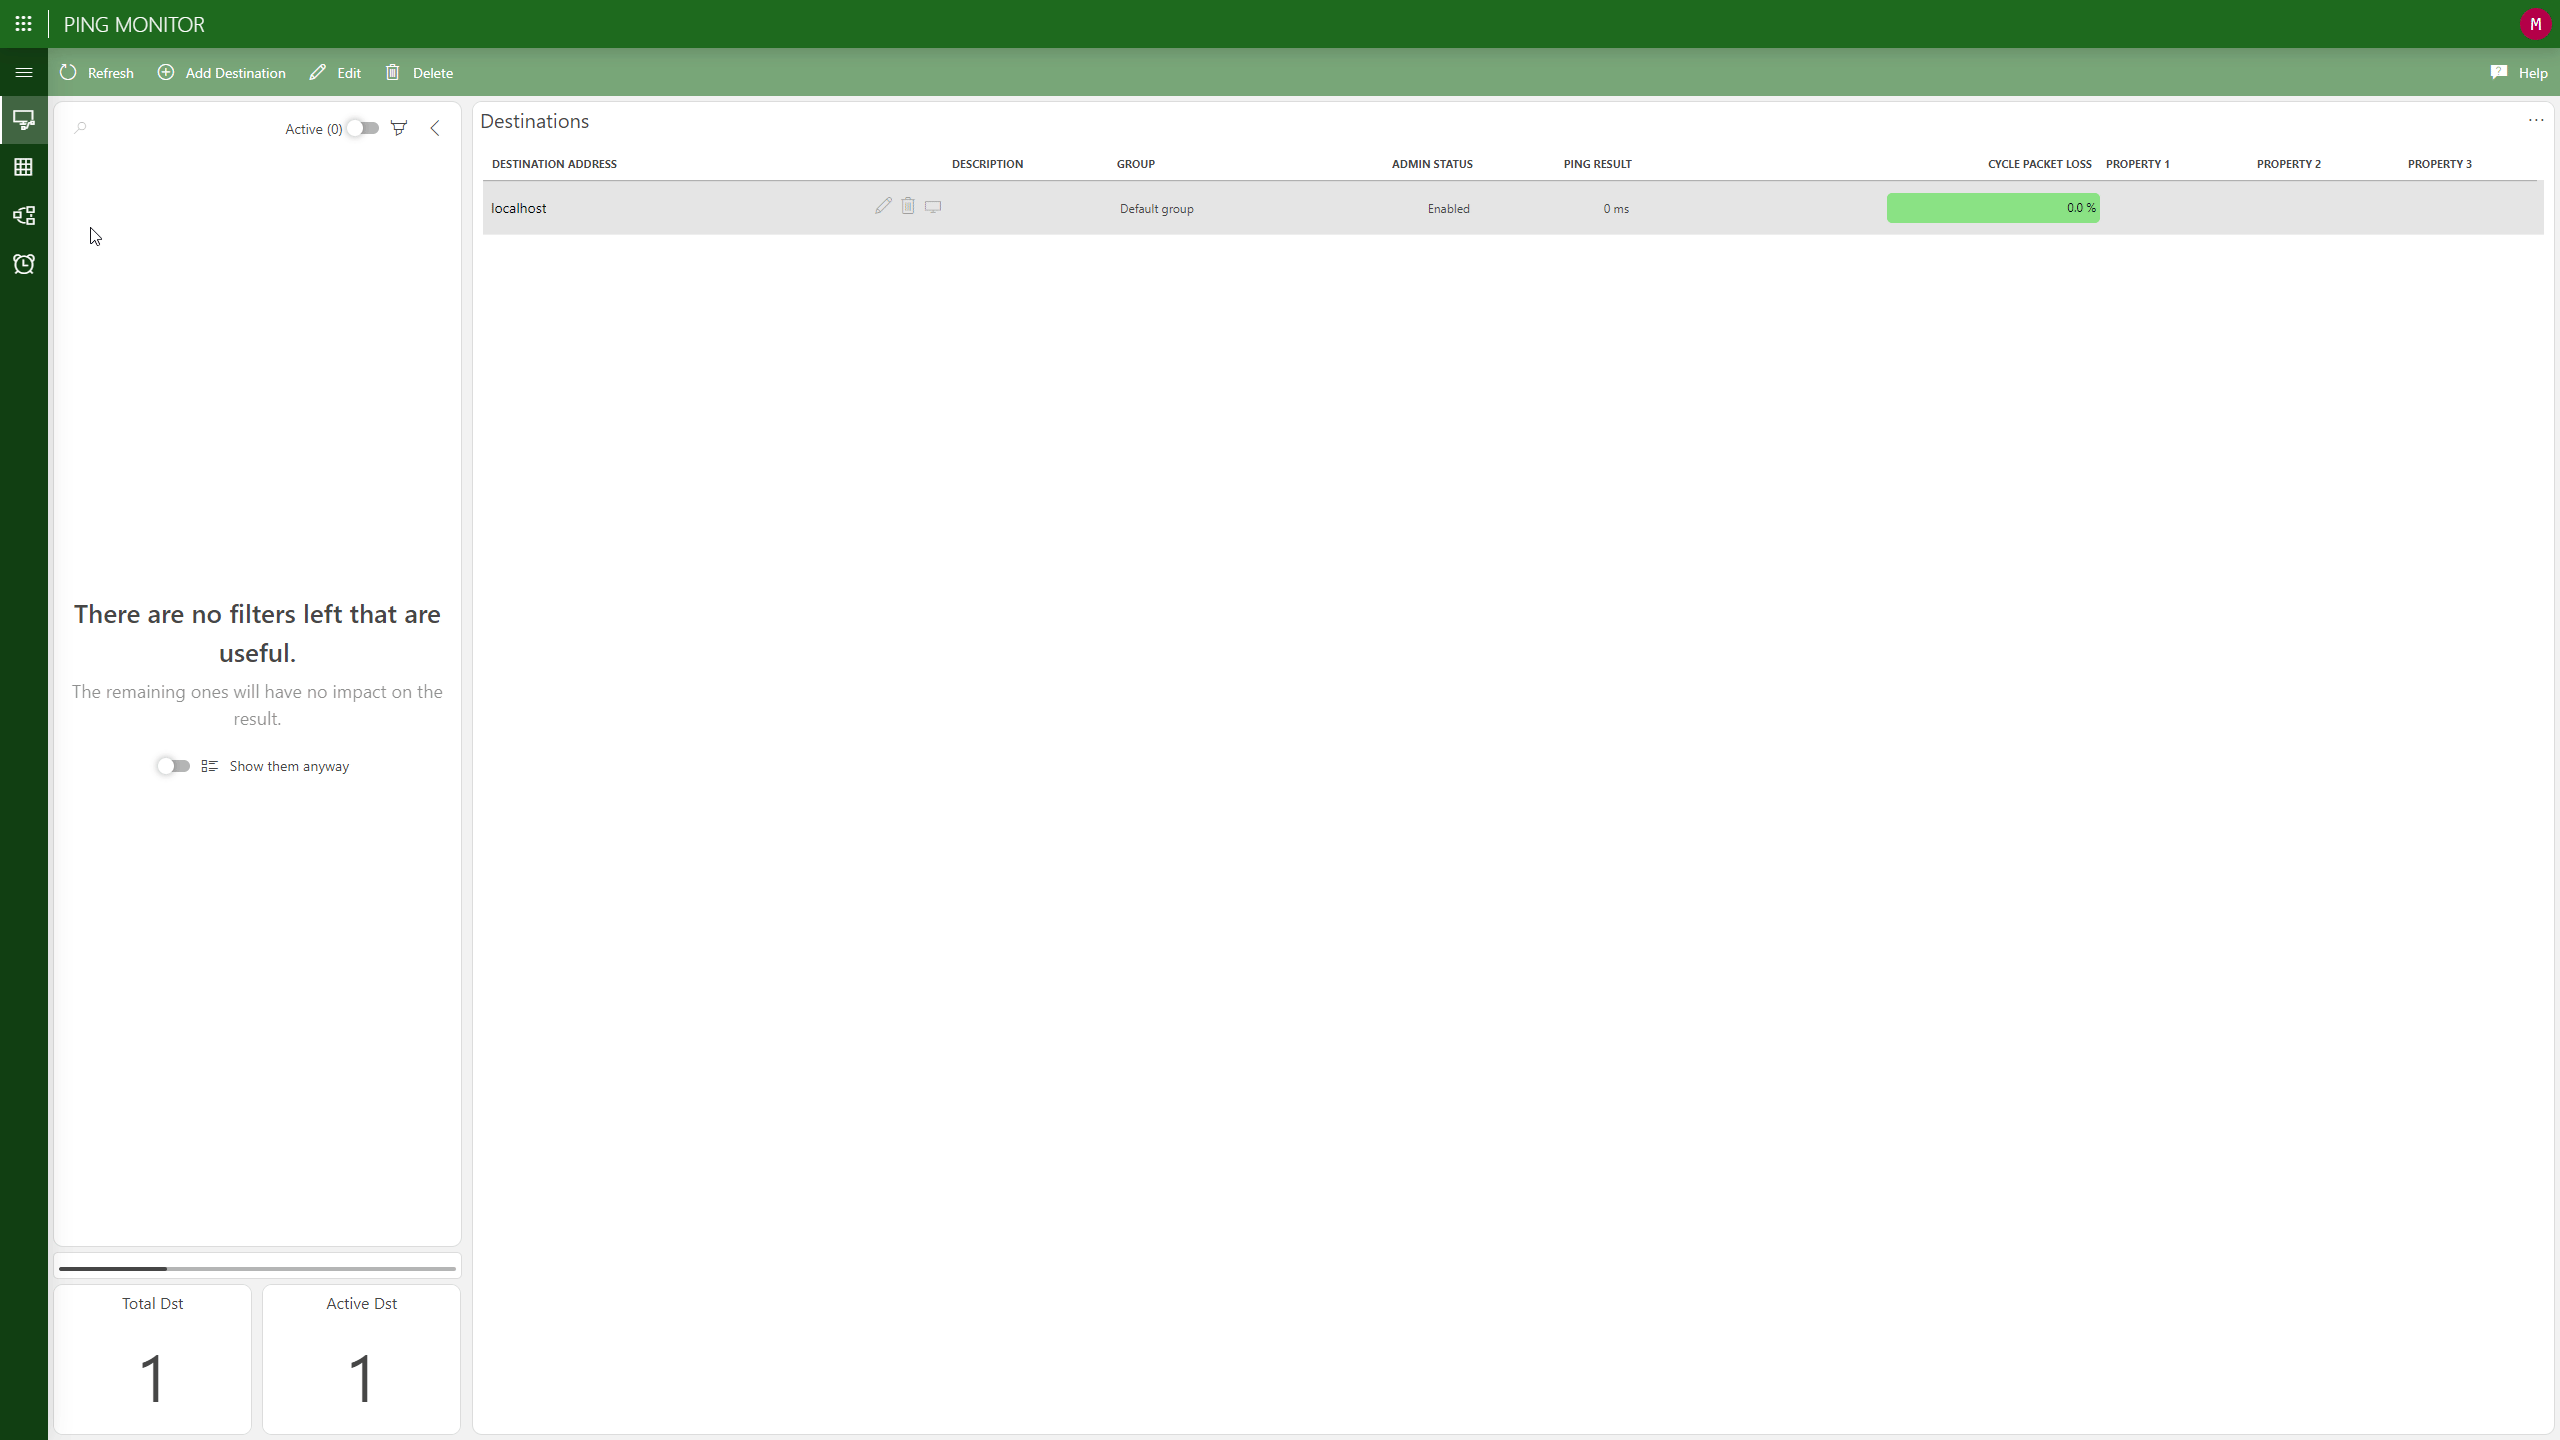 PING MONITOR
M
Refresh
Add Destination
Edit
Delete
Help
Active (0)
There are no filters left that are
useful.
The remaining ones will have no impact on the
result.
Show them anyway
Total Dst
1
Active Dst
1
Destinations
DESTINATION ADDRESS DESCRIPTION GROUP ADMIN STATUS PING RESULT CYCLE PACKET LOSS PROPERTY 1 PROPERTY 2 PROPERTY 3
localhost Default group Enabled 0 ms 0.0 %